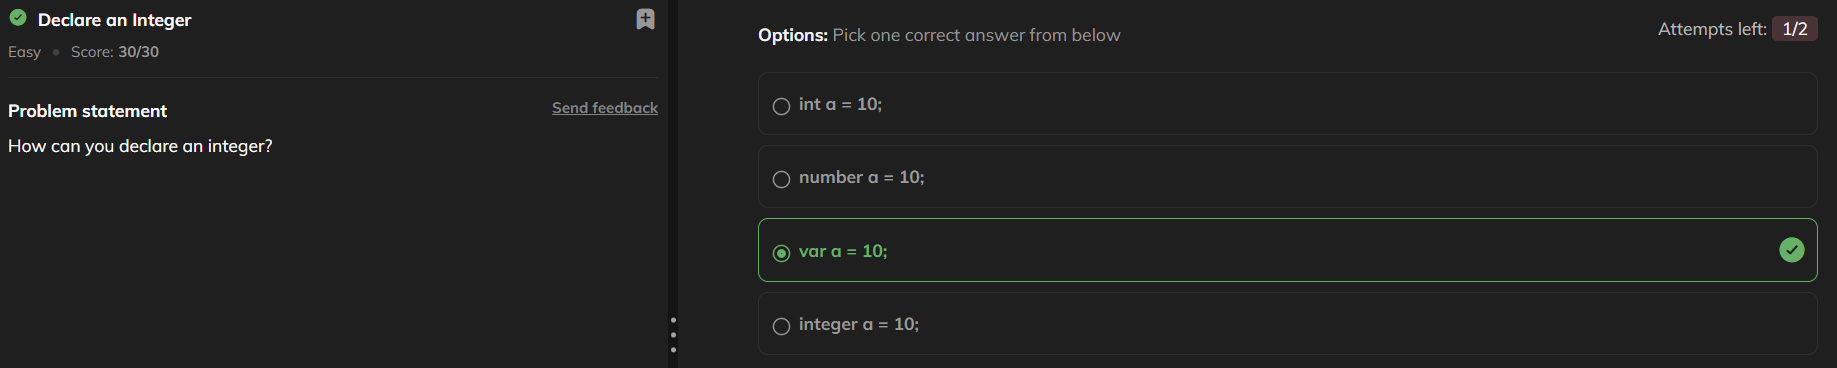 Declare an Integer
Easy • Score: 30/30
Problem statement
Send feedback
How can you declare an integer?
Options: Pick one correct answer from below
Attempts left: 1/2
int a = 10;
number a = 10;
var a = 10;
integer a = 10;